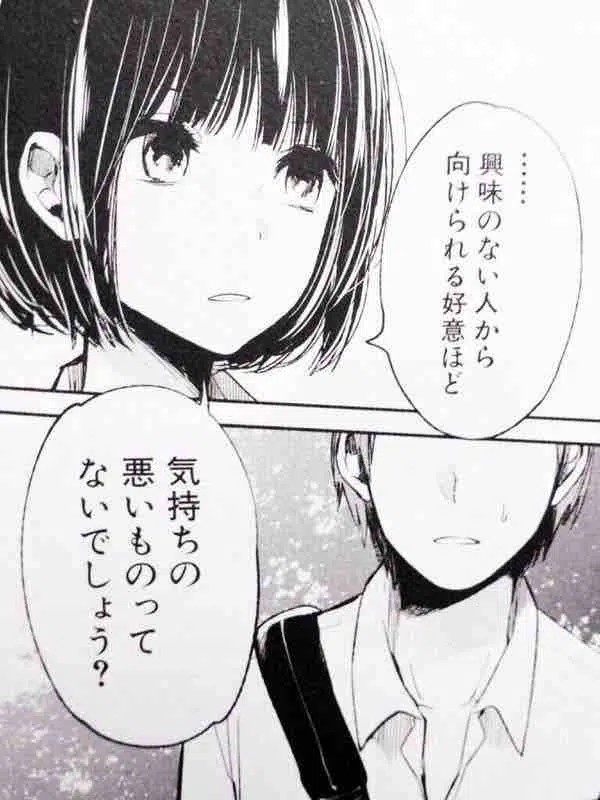 ……
興味のない人から
向けられる好意ほど
気持ちの
悪いものって
ないでしょう?